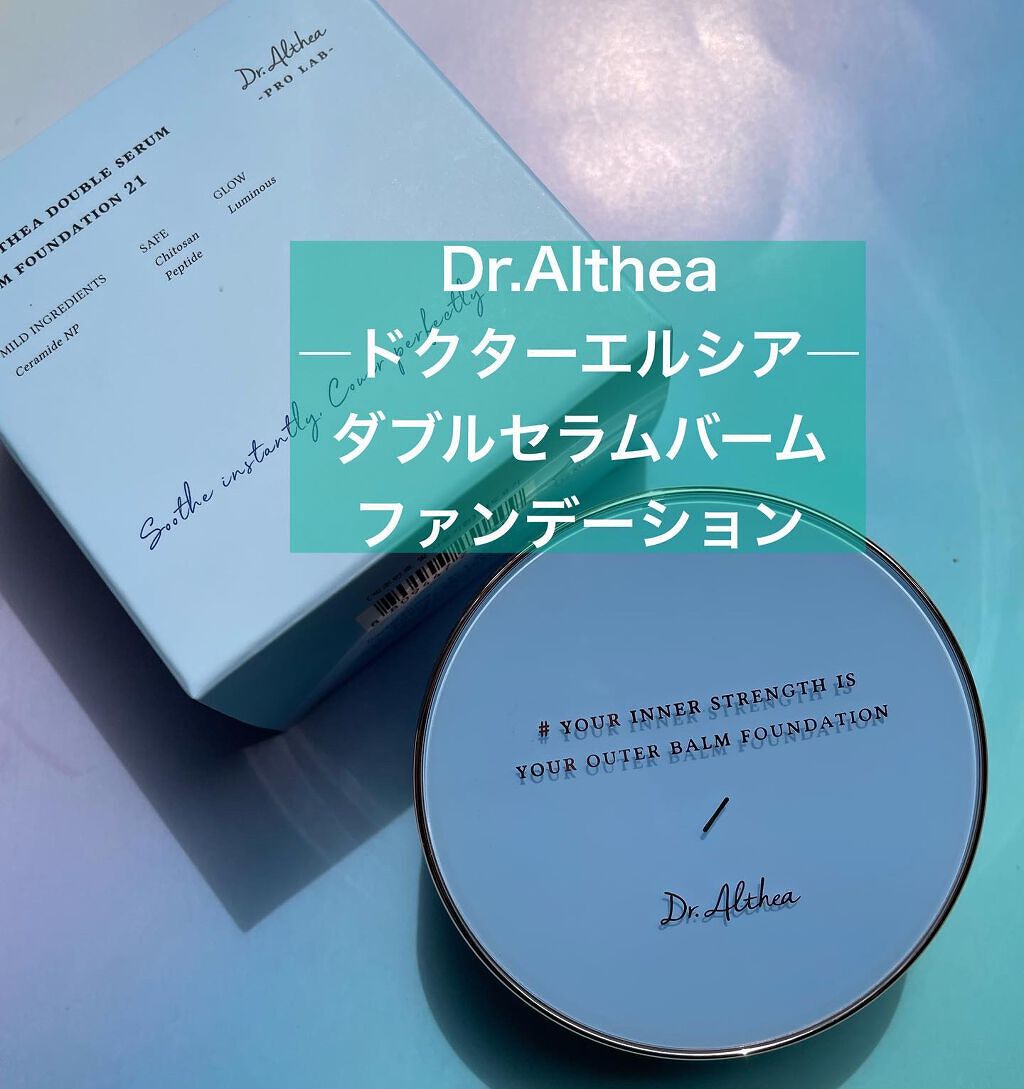 Dr.Althea
-PRO LAB-
DOUBLE SERUM
FOUNDATION 21
MILD INGREDIENTS
Ceramide NP
SAFE
Chitosan
Peptide
GLOW
Luminous
Soothe instantly. Cover perfectly
Dr.Althea
―ドクターエルシア―
ダブルセラムバーム
ファンデーション
# YOUR INNER STRENGTH IS
YOUR OUTER BALM FOUNDATION
Dr.Althea